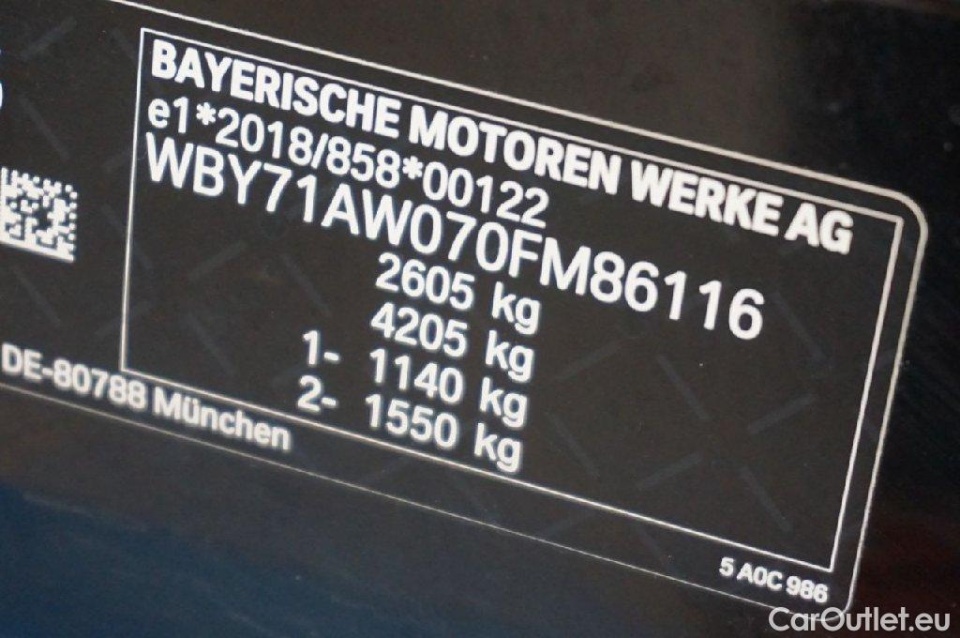 BAYERISCHE MOTOREN WERKE AG
e1*2018/858*00122
WBY71AW070FM86116
2605 kg
4205 kg
1- 1140 kg
2- 1550 kg
DE-80788 München
5 A0C 986
CarOutlet.eu